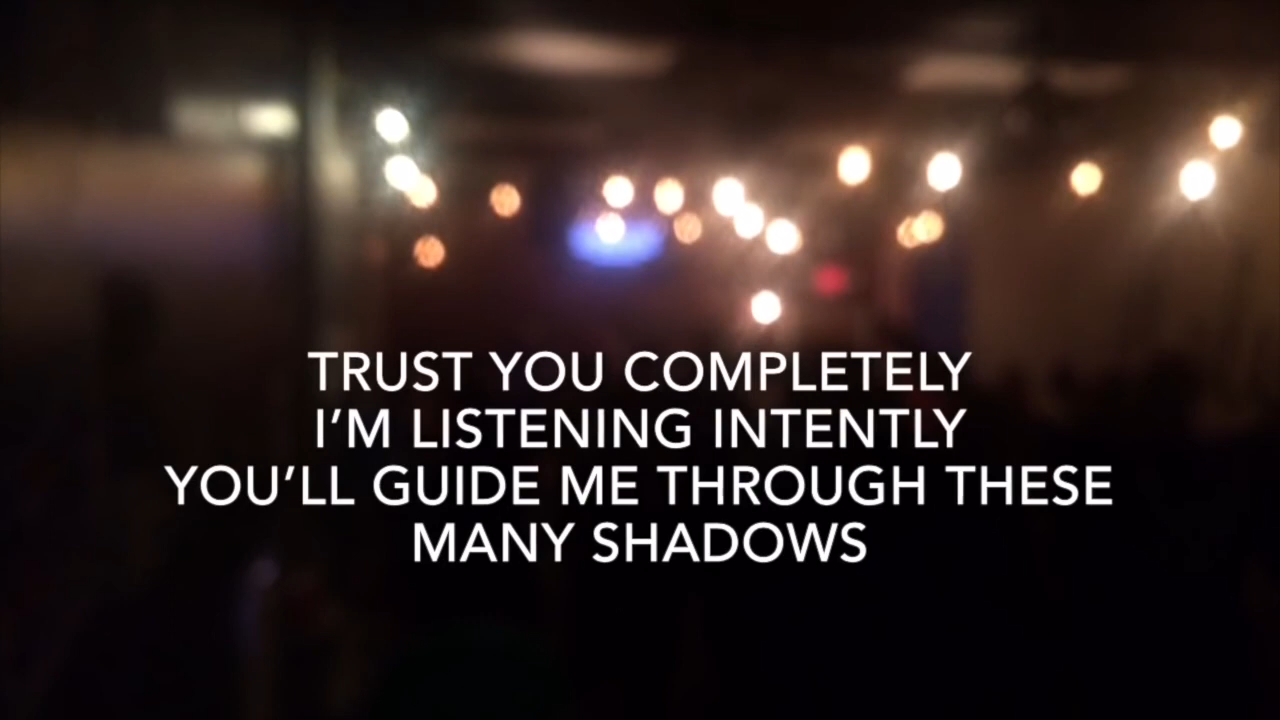 TRUST YOU COMPLETELY
I’M LISTENING INTENTLY
YOU’LL GUIDE ME THROUGH THESE
MANY SHADOWS